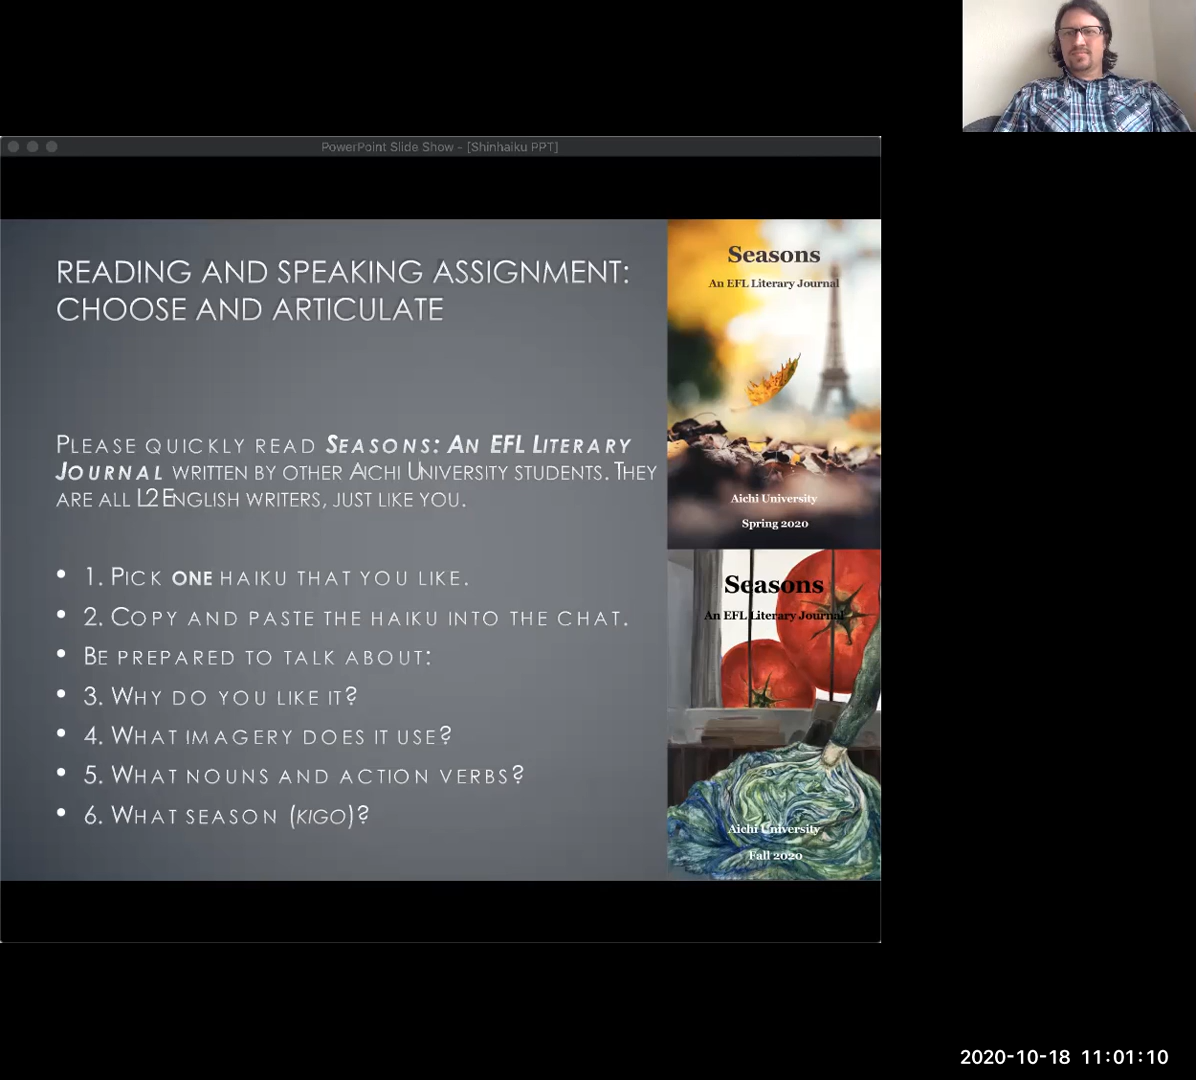 PowerPoint Slide Show - [Shinhaiku PPT]
READING AND SPEAKING ASSIGNMENT:
CHOOSE AND ARTICULATE
PLEASE QUICKLY READ SEASONS: AN EFL LITERARY
JOURNAL WRITTEN BY OTHER AICHI UNIVERSITY STUDENTS. THEY
ARE ALL L2 ENGLISH WRITERS, JUST LIKE YOU.
• 1. PICK ONE HAIKU THAT YOU LIKE.
• 2. COPY AND PASTE THE HAIKU INTO THE CHAT.
• BE PREPARED TO TALK ABOUT:
• 3. WHY DO YOU LIKE IT?
• 4. WHAT IMAGERY DOES IT USE?
• 5. WHAT NOUNS AND ACTION VERBS?
• 6. WHAT SEASON (KIGO)?
Seasons
An EFL Literary Journal
Aichi University
Spring 2020
Seasons
An EFL Literary Journal
Aichi University
Fall 2020
2020-10-18 11:01:10